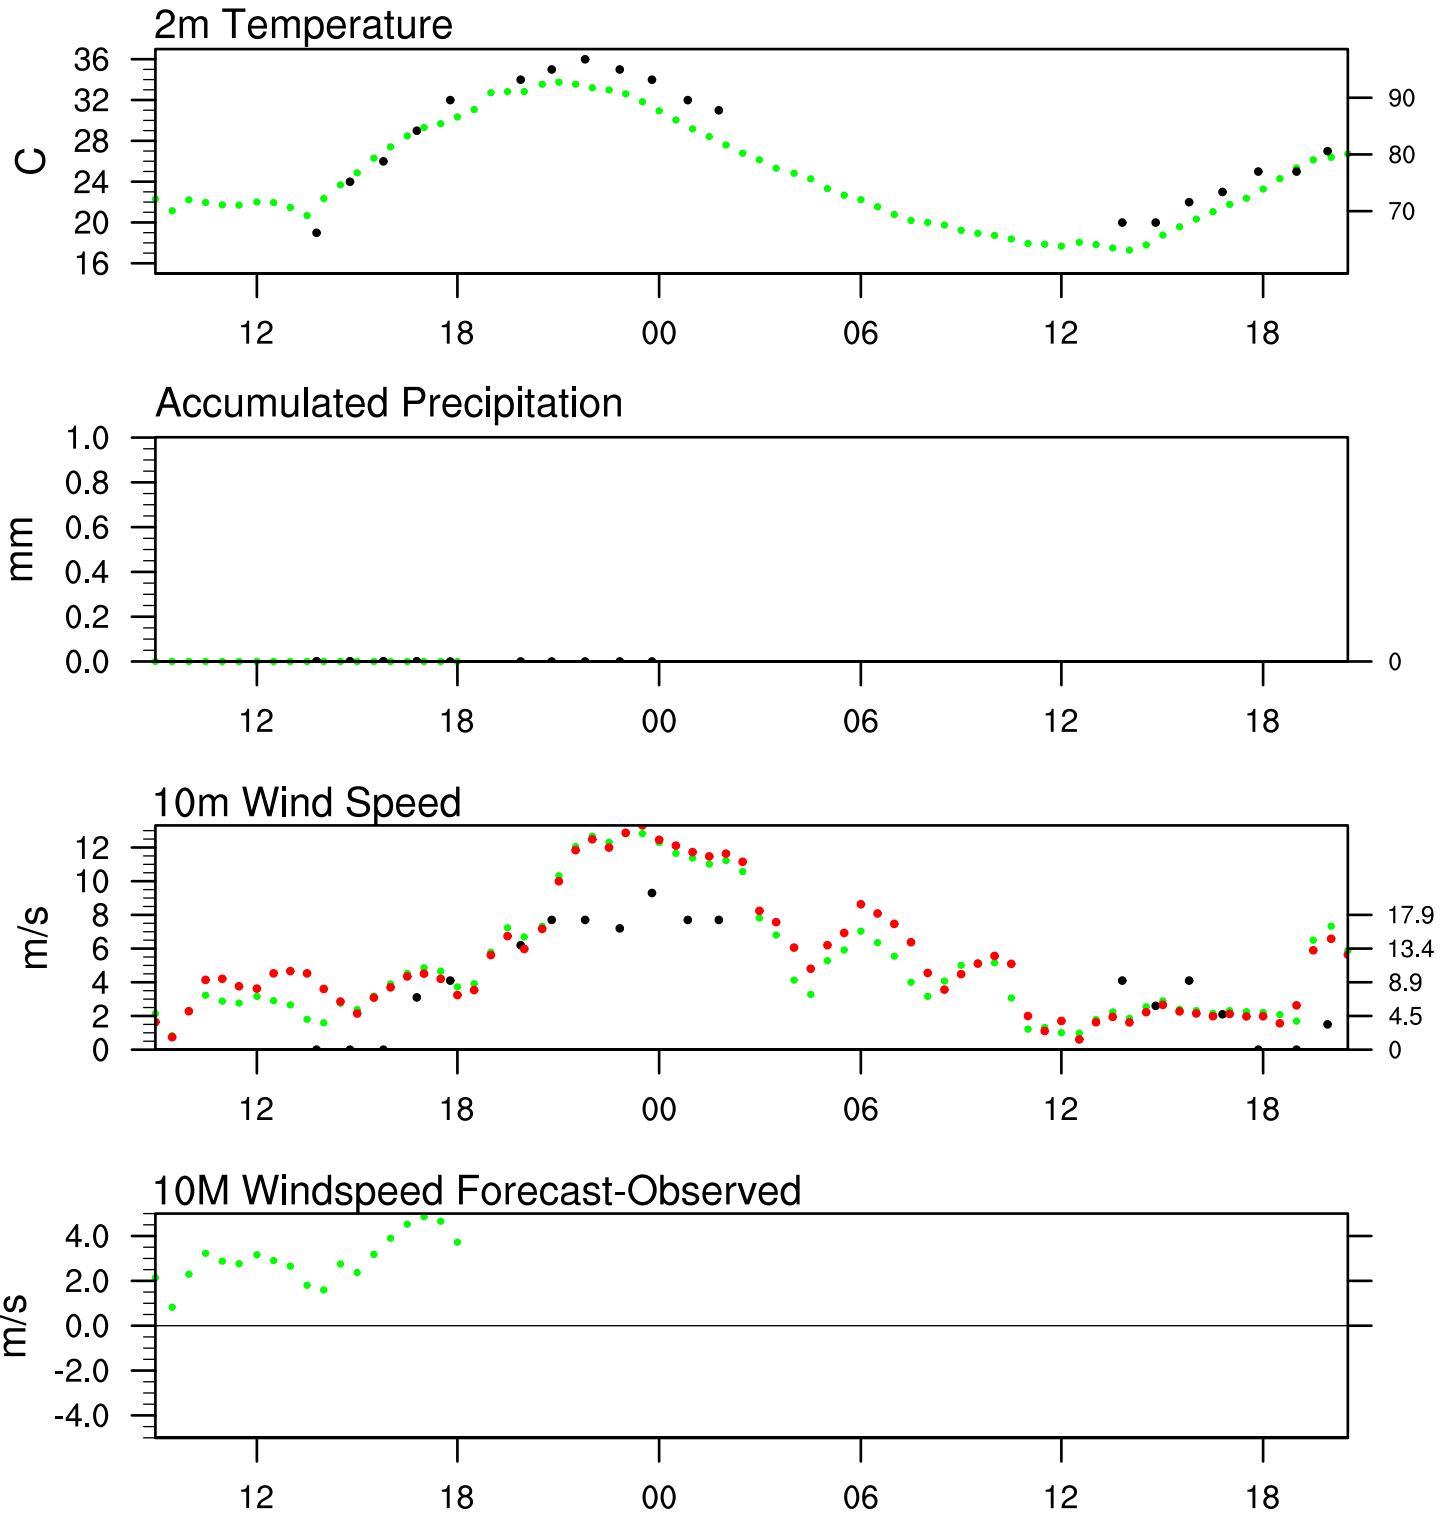 2m Temperature
36
32
28
24
20
16
C
90
80
70
12 18 00 06 12 18
Accumulated Precipitation
1.0
0.8
0.6
0.4
0.2
0.0
mm
0
12 18 00 06 12 18
10m Wind Speed
12
10
8
6
4
2
0
m/s
17.9
13.4
8.9
4.5
0
12 18 00 06 12 18
10M Windspeed Forecast-Observed
4.0
2.0
0.0
-2.0
-4.0
m/s
12 18 00 06 12 18